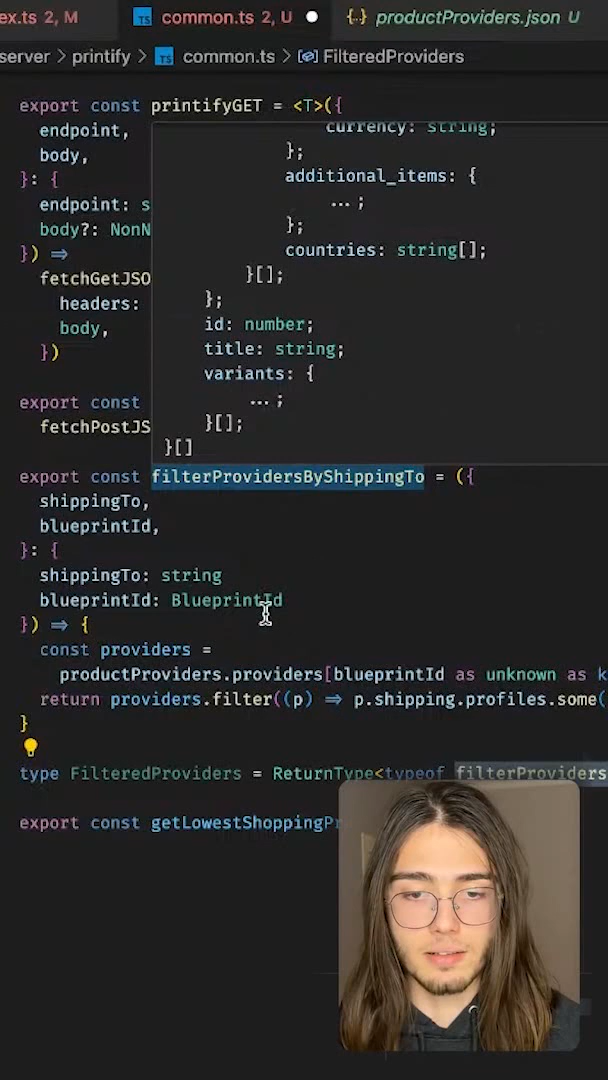 ex.ts 2, M
TS common.ts 2, U
{..} productProviders.json U
server > printify > TS common.ts > FilteredProviders
export const printifyGET = <T>({
endpoint,
body,
}: {
endpoint: s
body?: NonN
}) ⇒
fetchGetJSO
headers:
body,
})
export const
fetchPostJS
currency: string;
};
additional_items: {
...;
};
countries: string[];
}[];
};
id: number;
title: string;
variants: {
...;
}[];
}[]
export const filterProvidersByShippingTo = ({
shippingTo,
blueprintId,
}: {
shippingTo: string
blueprintId: BlueprintId
}) ⇒ {
const providers =
productProviders.providers[blueprintId as unknown as k
return providers.filter((p) ⇒ p.shipping.profiles.some(
}
type FilteredProviders = ReturnType<typeof filterProviders
export const getLowestShoppingPr